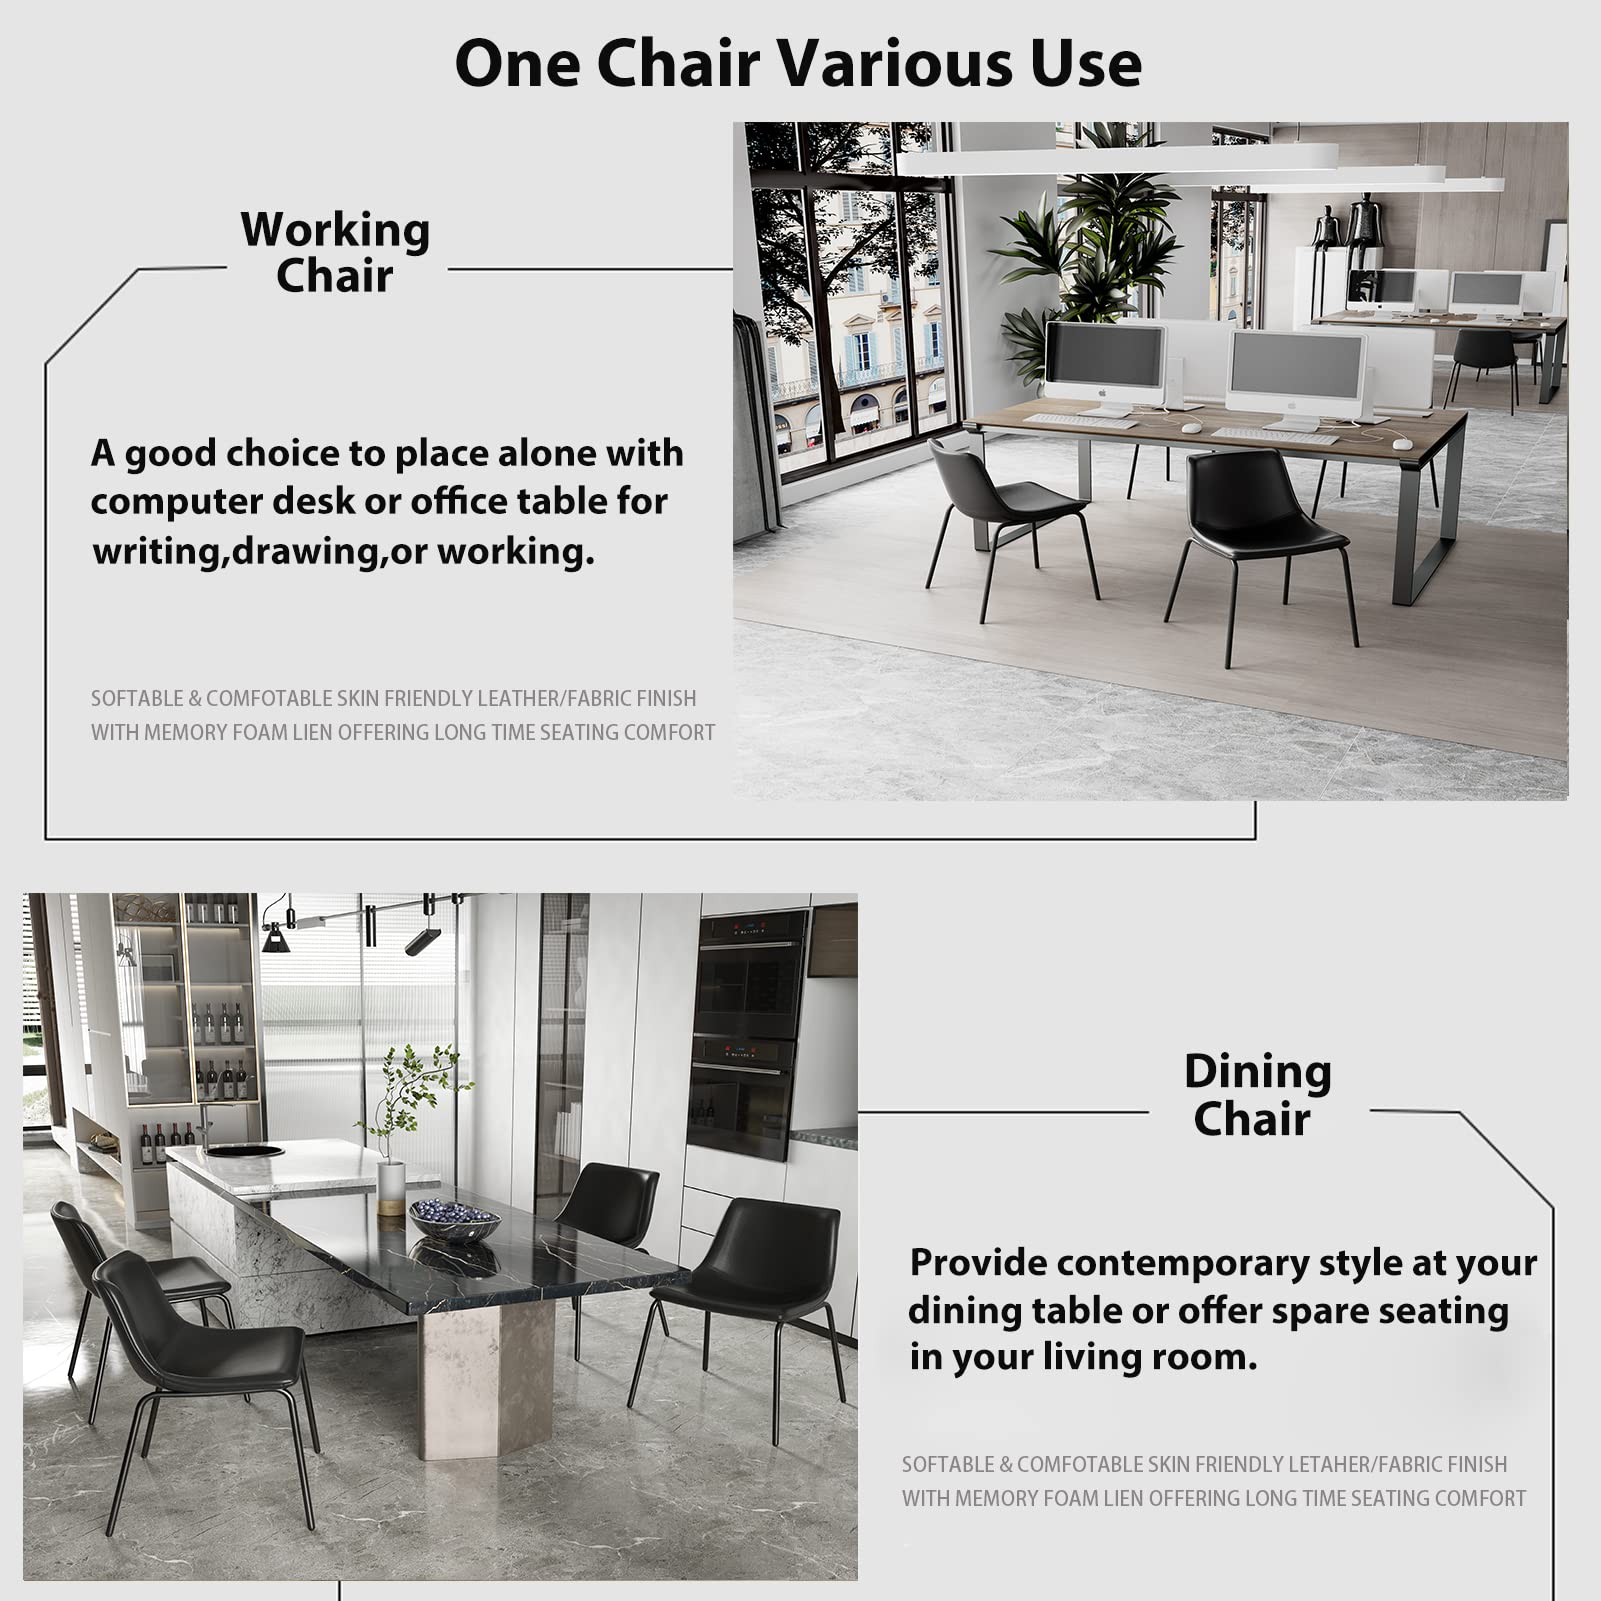 One Chair Various Use
Working
Chair
A good choice to place alone with
computer desk or office table for
writing,drawing,or working.
SOFTABLE & COMFOTABLE SKIN FRIENDLY LEATHER/FABRIC FINISH
WITH MEMORY FOAM LIEN OFFERING LONG TIME SEATING COMFORT
Dining
Chair
Provide contemporary style at your
dining table or offer spare seating
in your living room.
SOFTABLE & COMFOTABLE SKIN FRIENDLY LETAHER/FABRIC FINISH
WITH MEMORY FOAM LIEN OFFERING LONG TIME SEATING COMFORT